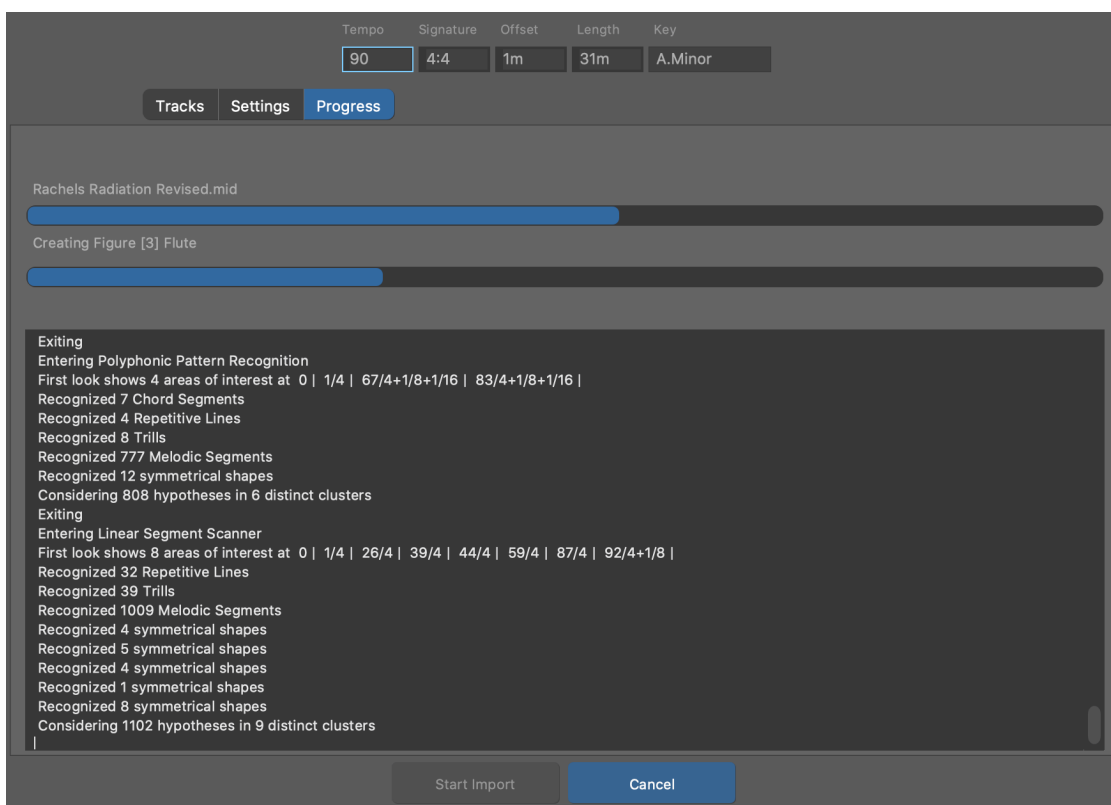 Tempo Signature Offset Length Key
90 4:4 1m 31m A.Minor
Tracks Settings Progress
Rachels Radiation Revised.mid
Creating Figure [3] Flute
Exiting
Entering Polyphonic Pattern Recognition
First look shows 4 areas of interest at 0 | 1/4 | 67/4+1/8+1/16 | 83/4+1/8+1/16 |
Recognized 7 Chord Segments
Recognized 4 Repetitive Lines
Recognized 8 Trills
Recognized 777 Melodic Segments
Recognized 12 symmetrical shapes
Considering 808 hypotheses in 6 distinct clusters
Exiting
Entering Linear Segment Scanner
First look shows 8 areas of interest at 0 | 1/4 | 26/4 | 39/4 | 44/4 | 59/4 | 87/4 | 92/4+1/8 |
Recognized 32 Repetitive Lines
Recognized 39 Trills
Recognized 1009 Melodic Segments
Recognized 4 symmetrical shapes
Recognized 5 symmetrical shapes
Recognized 4 symmetrical shapes
Recognized 1 symmetrical shapes
Recognized 8 symmetrical shapes
Considering 1102 hypotheses in 9 distinct clusters
Start Import Cancel